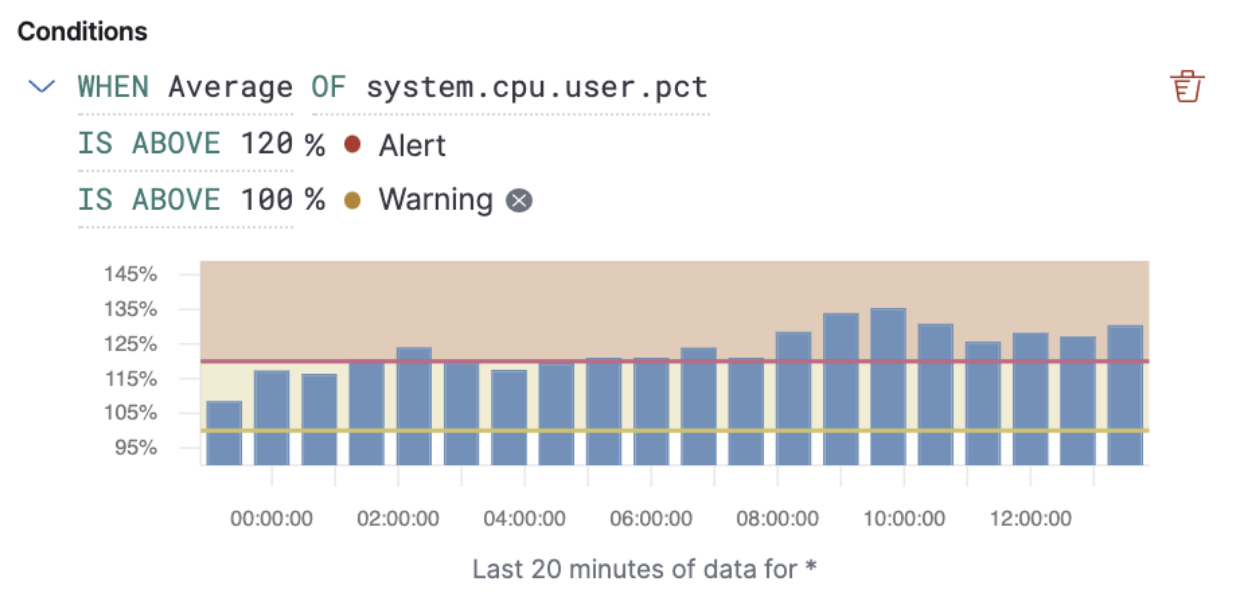 Conditions
WHEN Average OF system.cpu.user.pct
IS ABOVE 120 % Alert
IS ABOVE 100 % Warning
145%
135%
125%
115%
105%
95%
00:00:00 02:00:00 04:00:00 06:00:00 08:00:00 10:00:00 12:00:00
Last 20 minutes of data for *